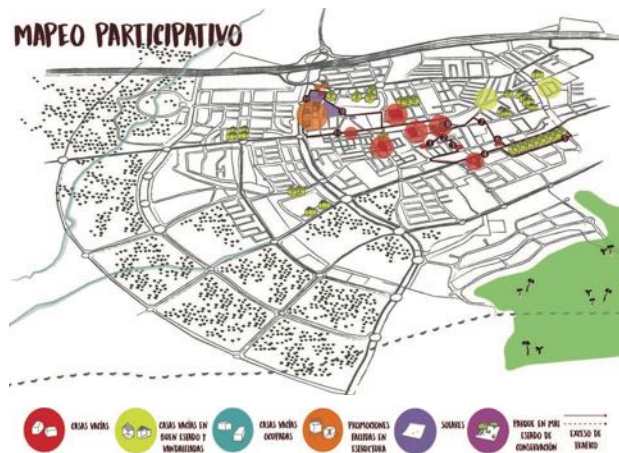 MAPEO PARTICIPATIVO
CASAS VACÍAS
CASAS VACÍAS EN
BUEN ESTADO Y
VANDALIZADAS
CASAS VACÍAS
OCUPADAS
PROMOCIONES
FALLIDAS EN
ESTRUCTURA
SOLARES
PARQUE EN MAL
ESTADO DE
CONSERVACIÓN
EXCESO DE
TRÁFICO